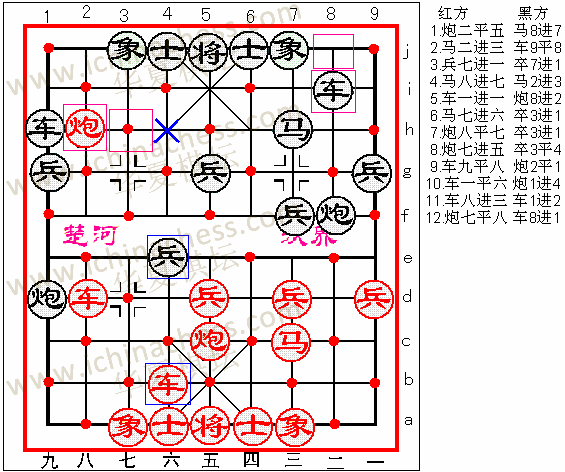 红方 黑方
1.炮二平五 马8进7
2.马二进三 车9平8
3.兵七进一 卒7进1
4.马八进七 马2进3
5.车一进一 炮8进2
6.马七进六 卒3进1
7.炮八平七 卒3进1
8.炮七进五 卒3平4
9.车九平八 炮2平1
10.车一平六 炮1进4
11.车八进三 车1进2
12.炮七平八 车8进1
1 2 3 4 5 6 7 8 9
象 士 将 士 象 j
车 i
车 炮 马 h
兵 兵 兵 g
兵 炮 f
楚河
兵 e
炮 车 兵 兵 兵 d
炮 马 c
车 b
象 士 将 士 象 a
九 八 七 六 五 四 三 二 一
www.ichinachess.com